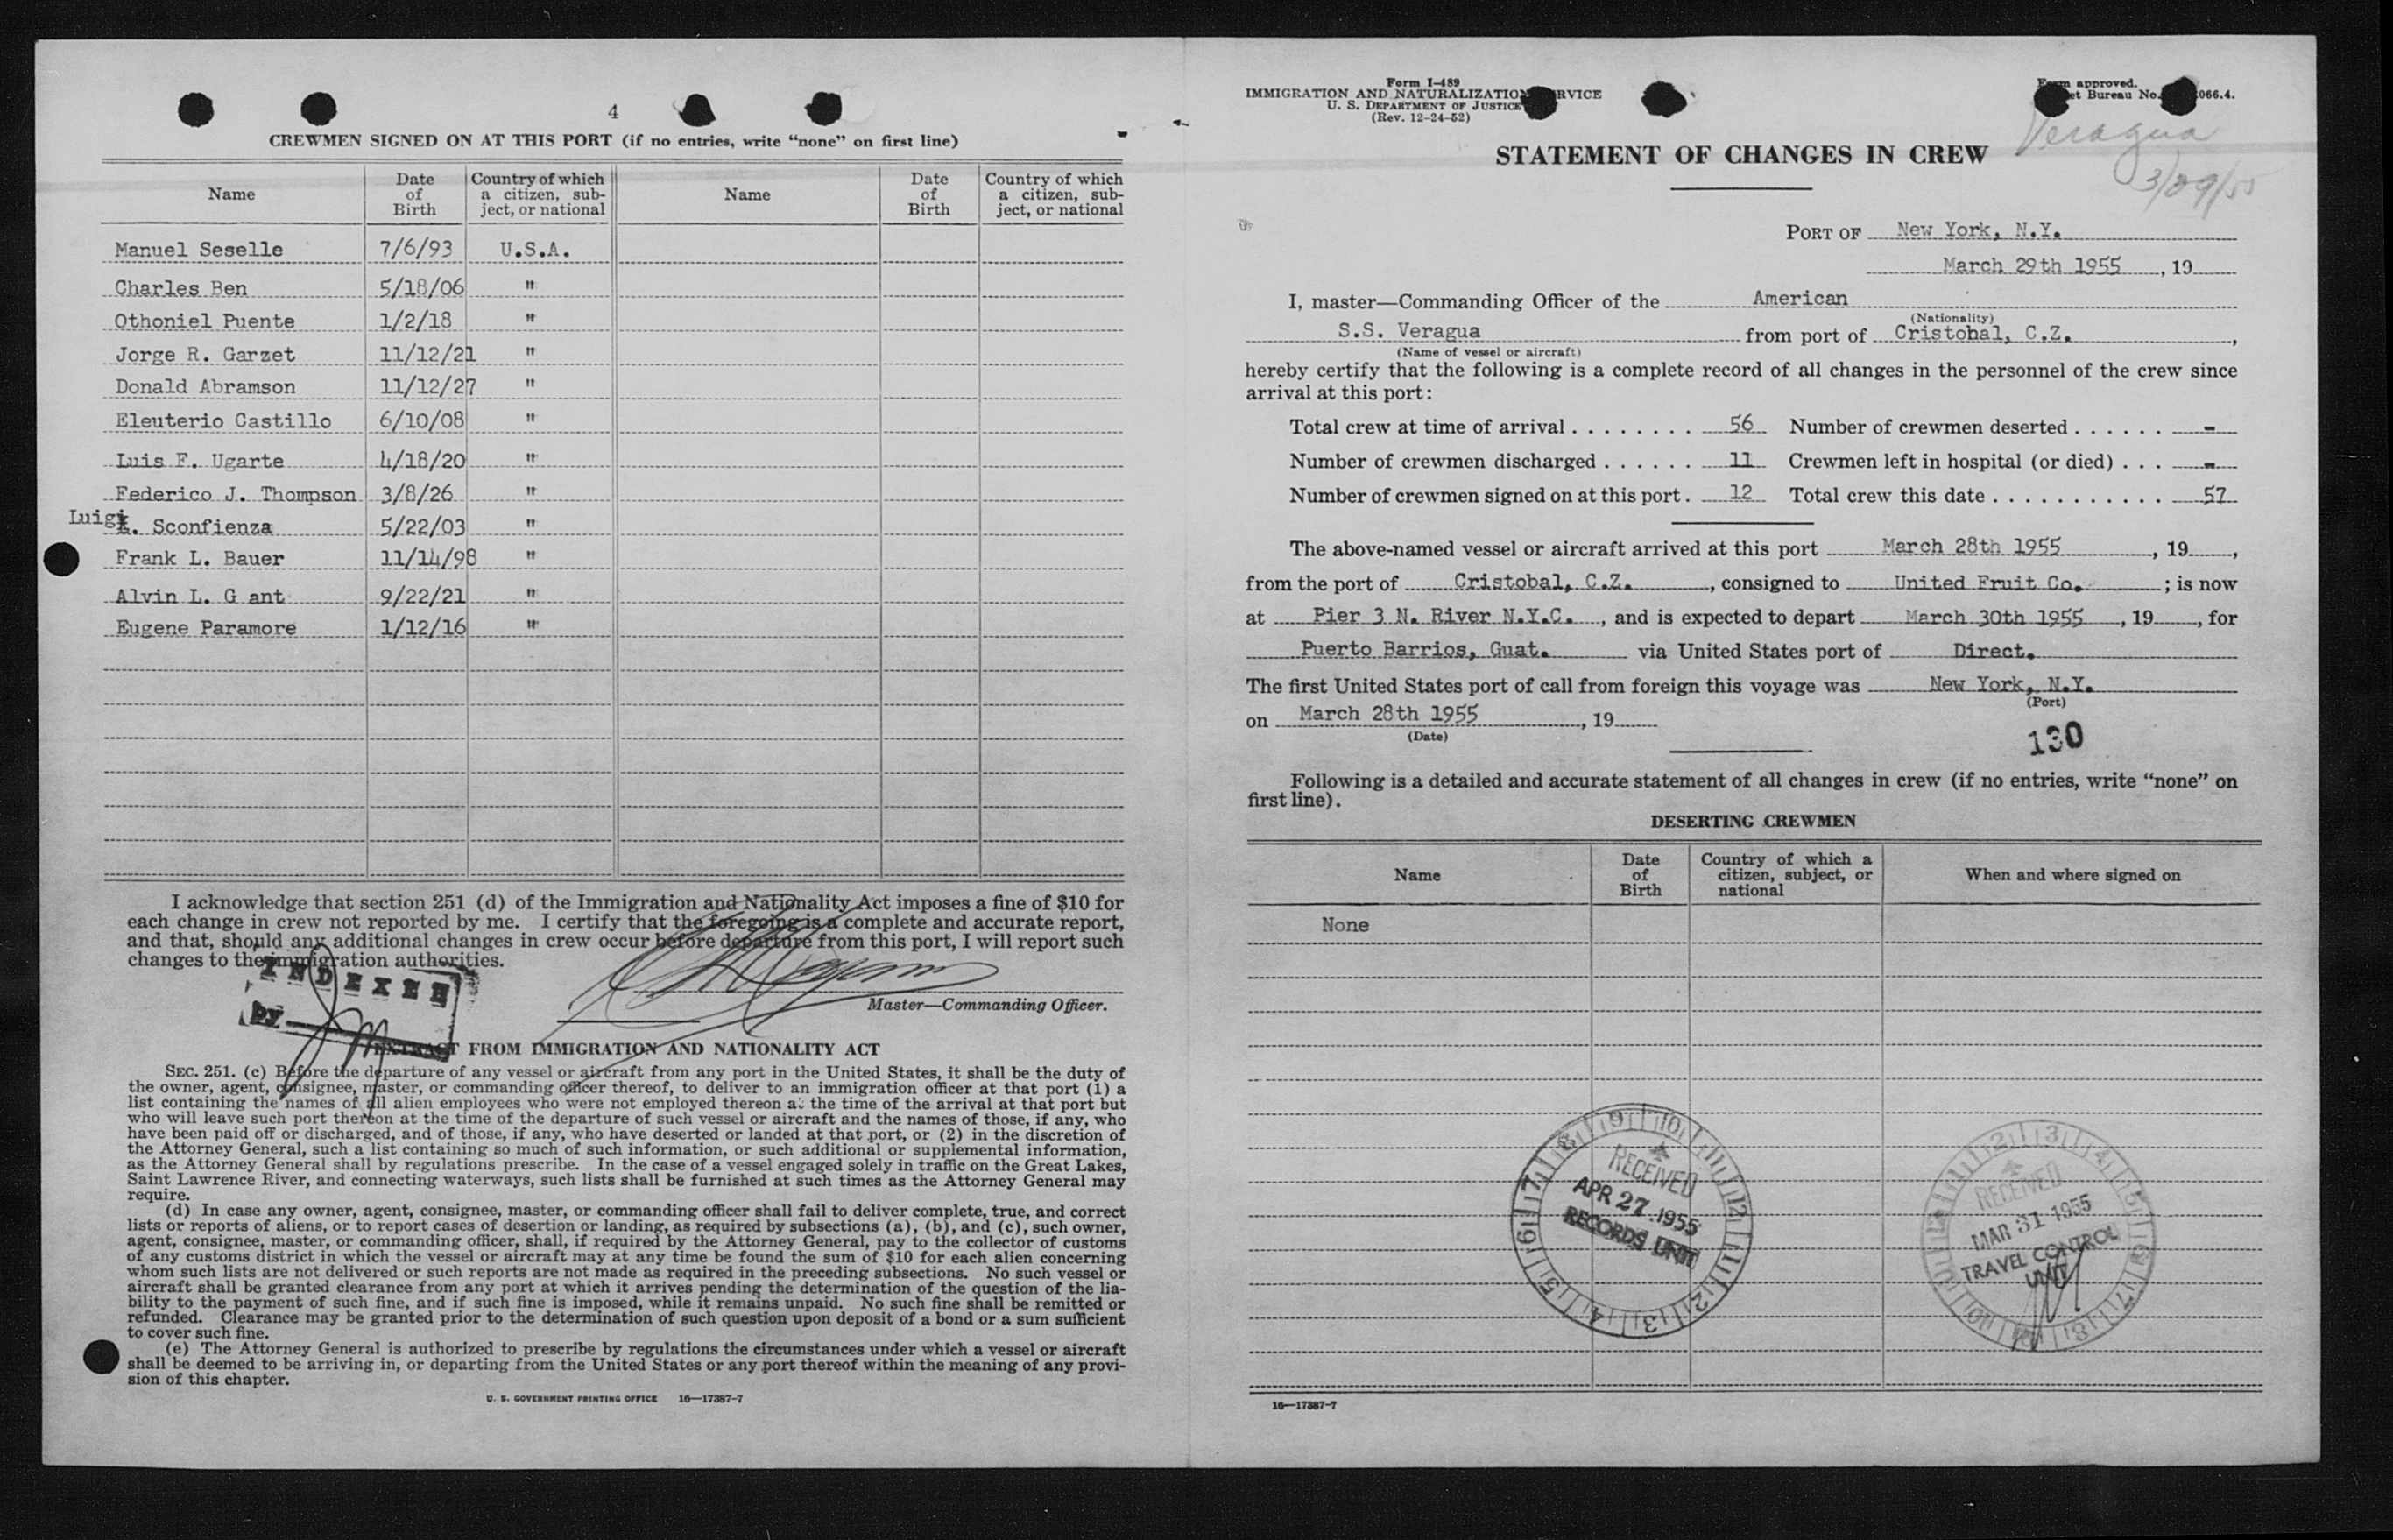 4
CREWMEN SIGNED ON AT THIS PORT (if no entries, write “none” on first line)
Name Date of Birth Country of which a citizen, subject, or national Name Date of Birth Country of which a citizen, subject, or national
Manuel Seselle 7/6/93 U.S.A.
Charles Ben 5/18/06 "
Othoniel Puente 1/2/18 "
Jorge R. Garzet 11/12/21 "
Donald Abramson 11/12/27 "
Eleuterio Castillo 6/10/08 "
Luis F. Ugarte 4/18/20 "
Federico J. Thompson 3/8/26 "
Luigi Sconfienza 5/22/03 "
Frank L. Bauer 11/14/98 "
Alvin L. G ant 9/22/21 "
Eugene Paramore 1/12/16 "
I acknowledge that section 251 (d) of the Immigration and Nationality Act imposes a fine of $10 for
each change in crew not reported by me. I certify that the foregoing is a complete and accurate report,
and that, should any additional changes in crew occur before departure from this port, I will report such
changes to the immigration authorities.
INDEXED
by
Master—Commanding Officer.
EXTRACT FROM IMMIGRATION AND NATIONALITY ACT
SEC. 251. (c) Before the departure of any vessel or aircraft from any port in the United States, it shall be the duty of
the owner, agent, consignee, master, or commanding officer thereof, to deliver to an immigration officer at that port (1) a
list containing the names of all alien employees who were not employed thereon at the time of the arrival at that port but
who will leave such port thereon at the time of the departure of such vessel or aircraft and the names of those, if any, who
have been paid off or discharged, and of those, if any, who have deserted or landed at that port, or (2) in the discretion of
the Attorney General, such a list containing so much of such information, or such additional or supplemental information,
as the Attorney General shall by regulations prescribe. In the case of a vessel engaged solely in traffic on the Great Lakes,
Saint Lawrence River, and connecting waterways, such lists shall be furnished at such times as the Attorney General may
require.
(d) In case any owner, agent, consignee, master, or commanding officer shall fail to deliver complete, true, and correct
lists or reports of aliens, or to report cases of desertion or landing, as required by subsections (a), (b), and (c), such owner,
agent, consignee, master, or commanding officer, shall, if required by the Attorney General, pay to the collector of customs
of any customs district in which the vessel or aircraft may at any time be found the sum of $10 for each alien concerning
whom such lists are not delivered or such reports are not made as required in the preceding subsections. No such vessel or
aircraft shall be granted clearance from any port at which it arrives pending the determination of the question of the lia-
bility to the payment of such fine, and if such fine is imposed, while it remains unpaid. No such fine shall be remitted or
refunded. Clearance may be granted prior to the determination of such question upon deposit of a bond or a sum sufficient
to cover such fine.
(e) The Attorney General is authorized to prescribe by regulations the circumstances under which a vessel or aircraft
shall be deemed to be arriving in, or departing from the United States or any port thereof within the meaning of any provi-
sion of this chapter.
U. S. GOVERNMENT PRINTING OFFICE 16—17387-7
Form I-489
IMMIGRATION AND NATURALIZATION SERVICE
U. S. DEPARTMENT OF JUSTICE
(Rev. 12-24-52)
Form approved.
et Bureau No. 066.4.
Veragua
3/29/55
STATEMENT OF CHANGES IN CREW
PORT OF New York, N.Y.
March 29th 1955, 19
I, master—Commanding Officer of the American
(Nationality)
S.S. Veragua from port of Cristobal, C.Z.,
(Name of vessel or aircraft)
hereby certify that the following is a complete record of all changes in the personnel of the crew since
arrival at this port:
Total crew at time of arrival . . . . . . . . 56 Number of crewmen deserted . . . . . . -
Number of crewmen discharged . . . . . . 11 Crewmen left in hospital (or died) . . . -
Number of crewmen signed on at this port . 12 Total crew this date . . . . . . . . . . . 57
The above-named vessel or aircraft arrived at this port March 28th 1955, 19,
from the port of Cristobal, C.Z., consigned to United Fruit Co. ; is now
at Pier 3 N. River N.Y.C., and is expected to depart March 30th 1955, 19, for
Puerto Barrios, Guat. via United States port of Direct.
The first United States port of call from foreign this voyage was New York, N.Y.
(Port)
on March 28th 1955, 19
(Date)
130
Following is a detailed and accurate statement of all changes in crew (if no entries, write “none” on
first line).
DESERTING CREWMEN
Name Date of Birth Country of which a citizen, subject, or national When and where signed on
None
RECEIVED
APR 27 1955
RECORDS UNIT
RECEIVED
MAR 31 1955
TRAVEL CONTROL
UNIT
16—17387-7